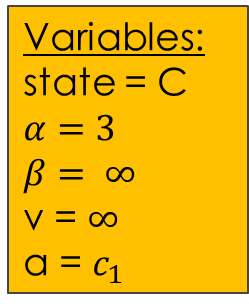 Variables:
state = C
α = 3
β = ∞
v = ∞
a = c₁